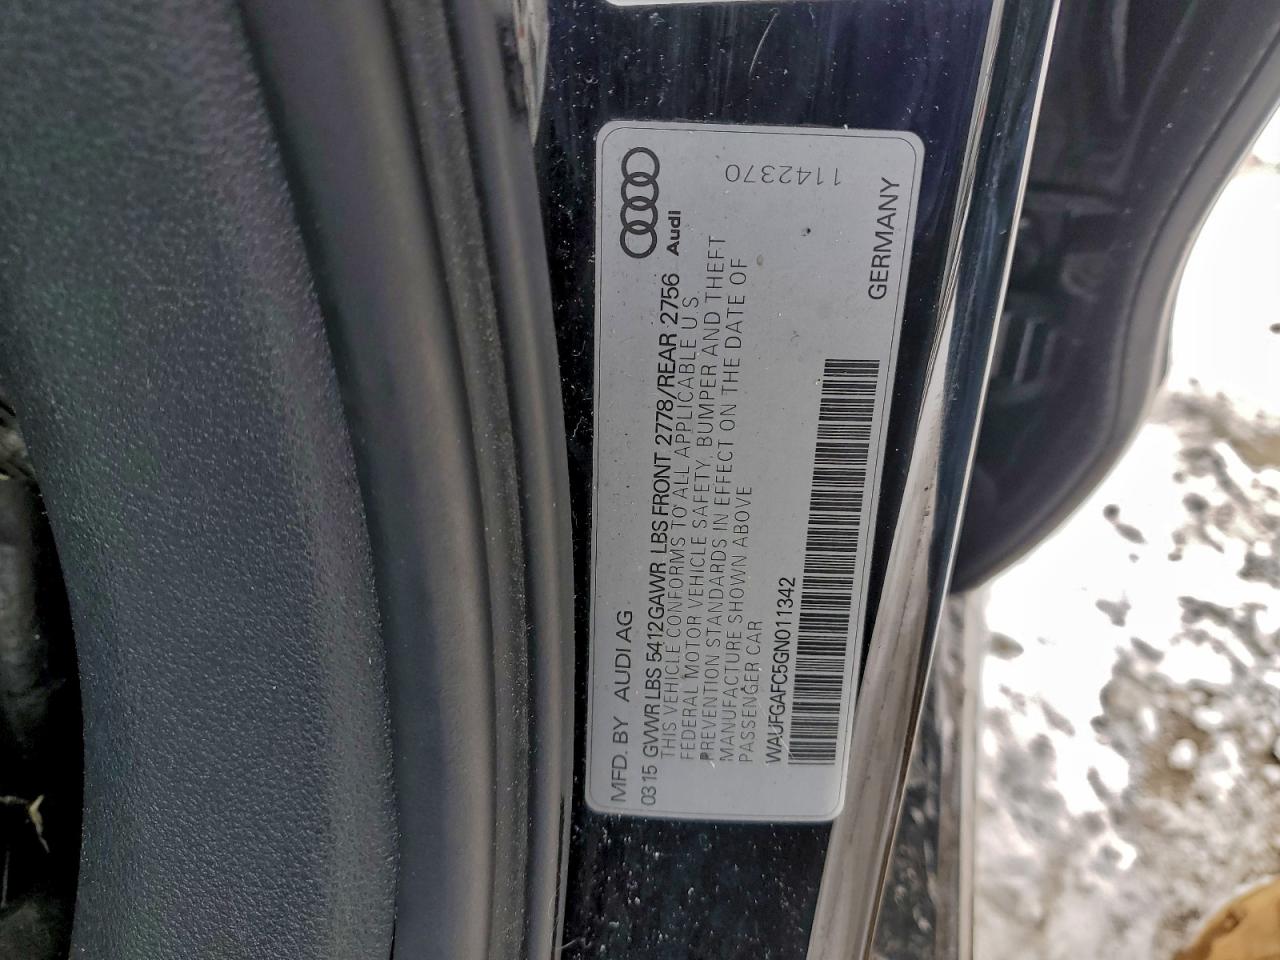 MFD. BY AUDI AG
Audi
03 15 GVWR LBS 5412 GAWR LBS FRONT 2778/REAR 2756
THIS VEHICLE CONFORMS TO ALL APPLICABLE U.S.
FEDERAL MOTOR VEHICLE SAFETY, BUMPER AND THEFT
PREVENTION STANDARDS IN EFFECT ON THE DATE OF
MANUFACTURE SHOWN ABOVE
PASSENGER CAR
WAUFGAFC5GN011342
GERMANY
1142370